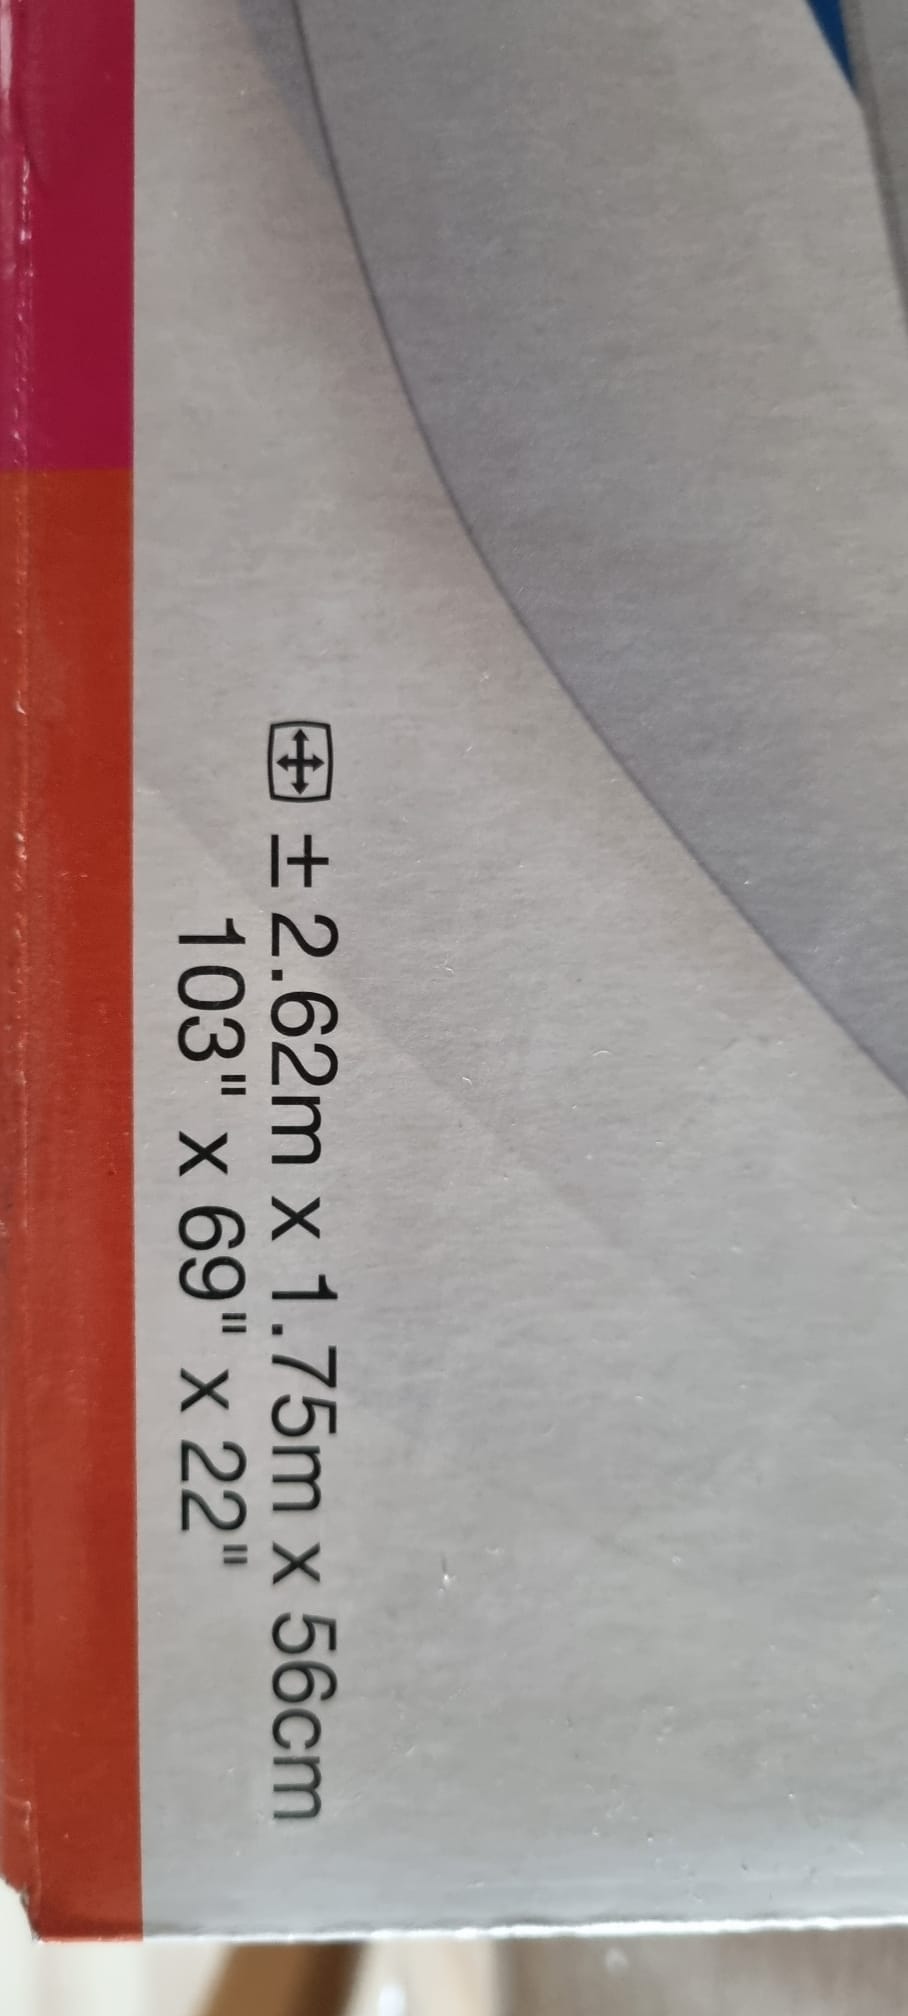 ± 2.62m x 1.75m x 56cm
103" x 69" x 22"